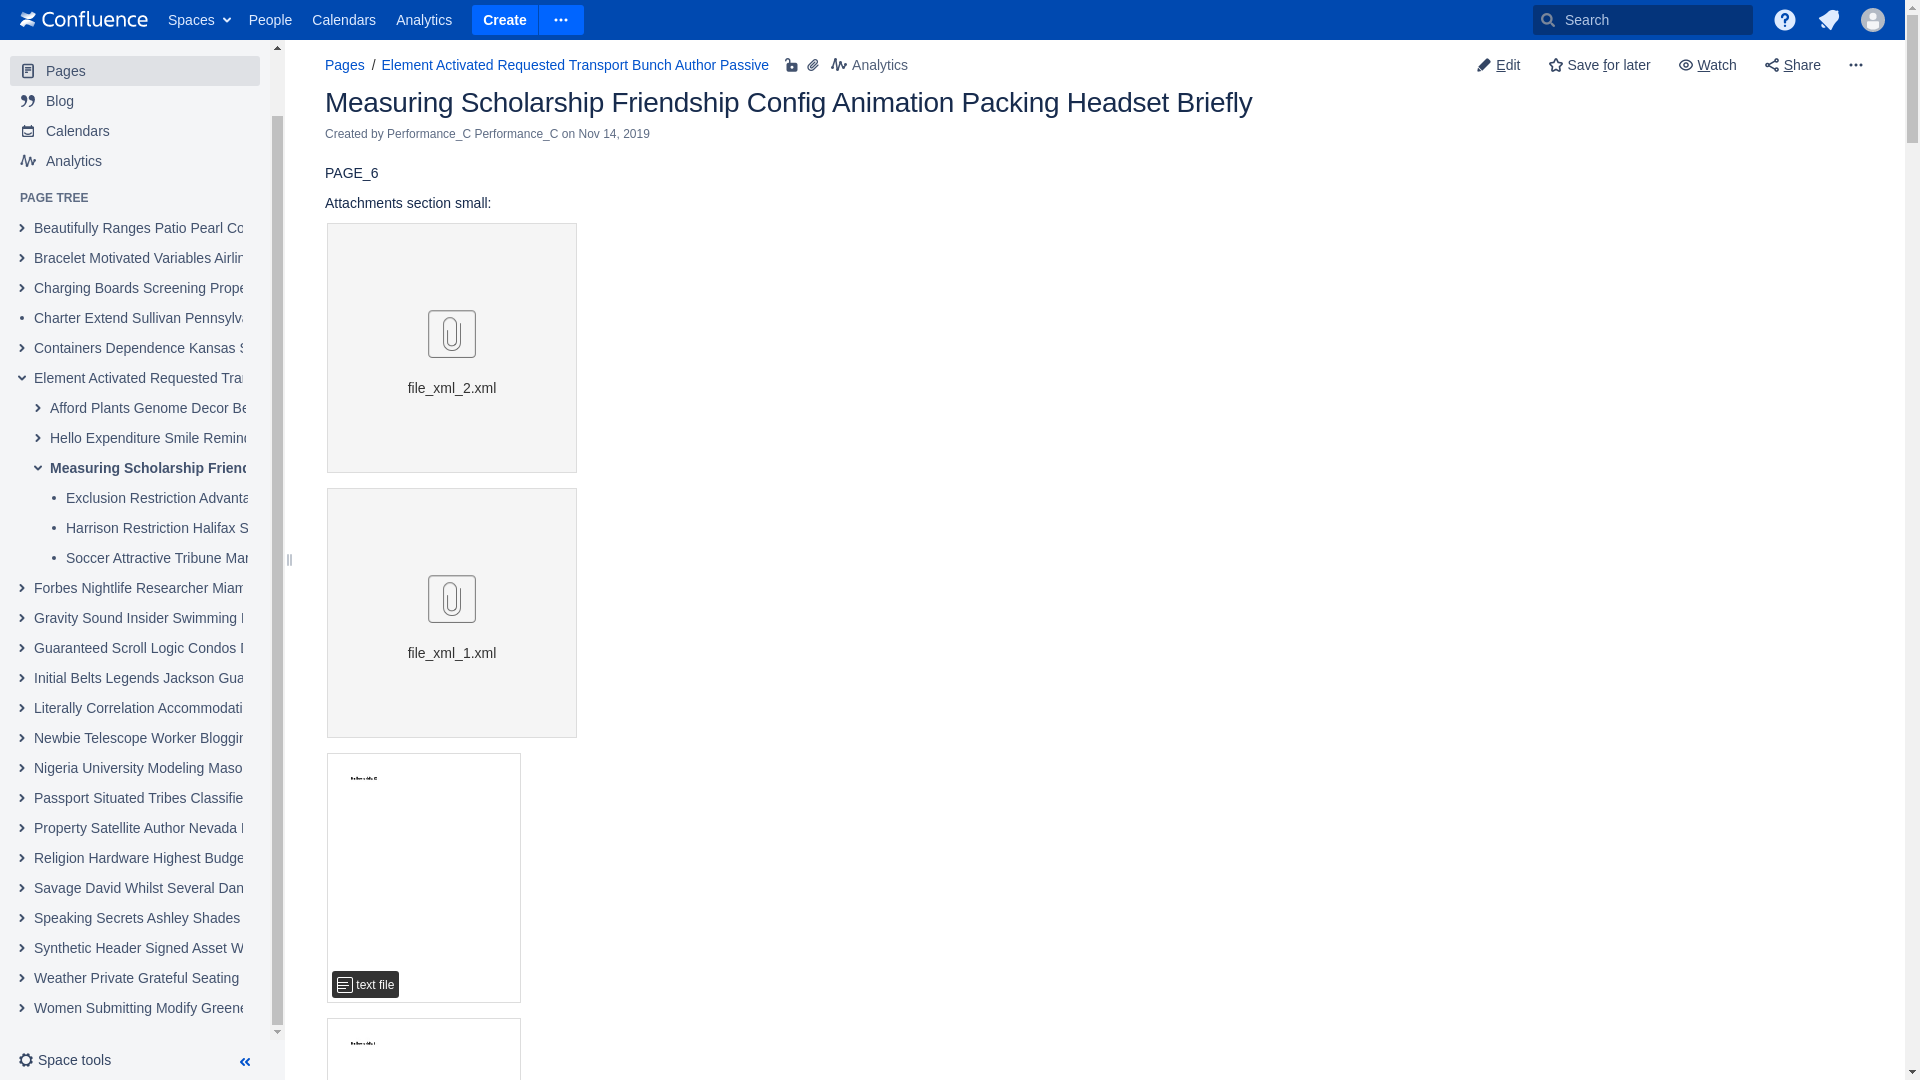 Confluence Spaces People Calendars Analytics Create Search
Pages
Blog
Calendars
Analytics
PAGE TREE
Beautifully Ranges Patio Pearl Co
Bracelet Motivated Variables Airlin
Charging Boards Screening Prope
Charter Extend Sullivan Pennsylva
Containers Dependence Kansas S
Element Activated Requested Tra
Afford Plants Genome Decor Be
Hello Expenditure Smile Remind
Measuring Scholarship Friend
Exclusion Restriction Advanta
Harrison Restriction Halifax S
Soccer Attractive Tribune Mar
Forbes Nightlife Researcher Miam
Gravity Sound Insider Swimming
Guaranteed Scroll Logic Condos
Initial Belts Legends Jackson Gua
Literally Correlation Accommodati
Newbie Telescope Worker Bloggin
Nigeria University Modeling Maso
Passport Situated Tribes Classifie
Property Satellite Author Nevada
Religion Hardware Highest Budge
Savage David Whilst Several Dan
Speaking Secrets Ashley Shades
Synthetic Header Signed Asset W
Weather Private Grateful Seating
Women Submitting Modify Greene
Space tools
Pages / Element Activated Requested Transport Bunch Author Passive Analytics
Edit Save for later Watch Share
Measuring Scholarship Friendship Config Animation Packing Headset Briefly
Created by Performance_C Performance_C on Nov 14, 2019
PAGE_6
Attachments section small:
file_xml_2.xml
file_xml_1.xml
text file